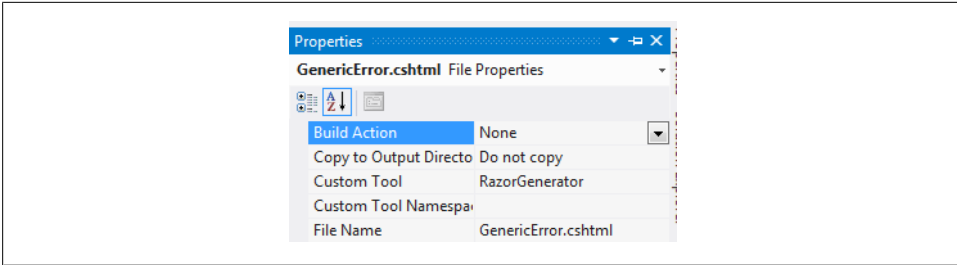 Properties
GenericError.cshtml File Properties
A
Z
Build Action None
Copy to Output Directo Do not copy
Custom Tool RazorGenerator
Custom Tool Namespa
File Name GenericError.cshtml